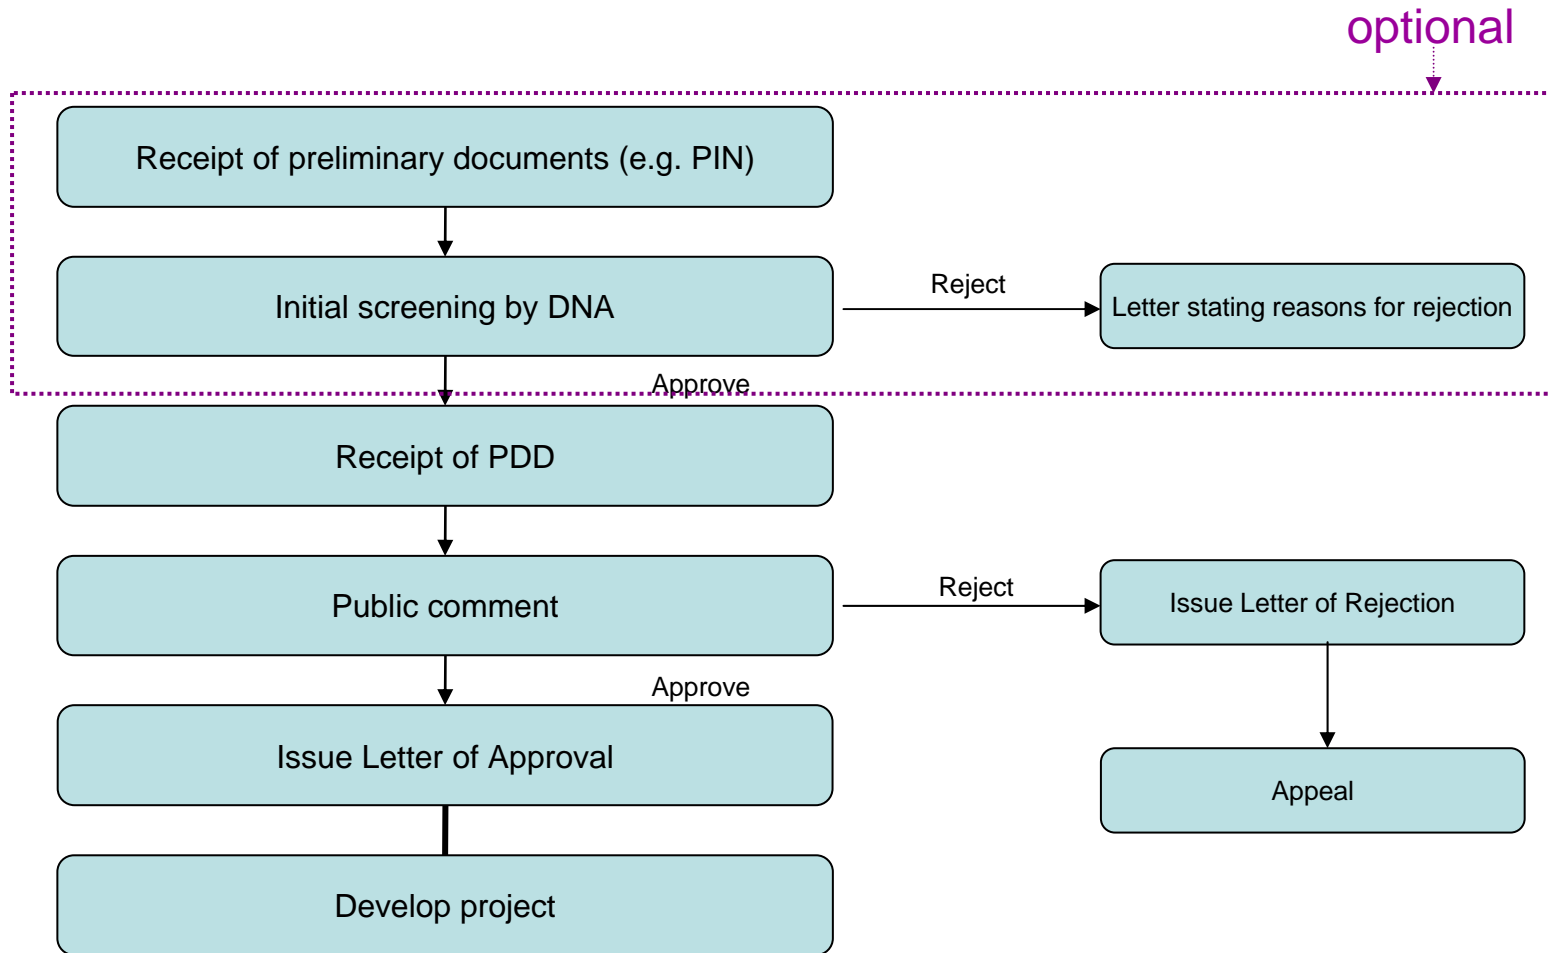 optional
Receipt of preliminary documents (e.g. PIN)
Initial screening by DNA
Reject
Letter stating reasons for rejection
Approve
Receipt of PDD
Public comment
Reject
Issue Letter of Rejection
Approve
Issue Letter of Approval
Appeal
Develop project